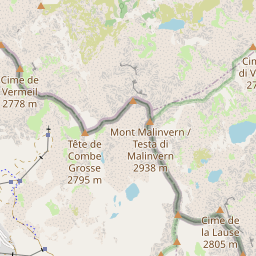 Cime de
Vermeil
2778 m
Cim
di V
27
Mont Malinvern /
Testa di
Malinvern
2938 m
Tête de
Combe
Grosse
2795 m
Cime de
la Lause
2805 m